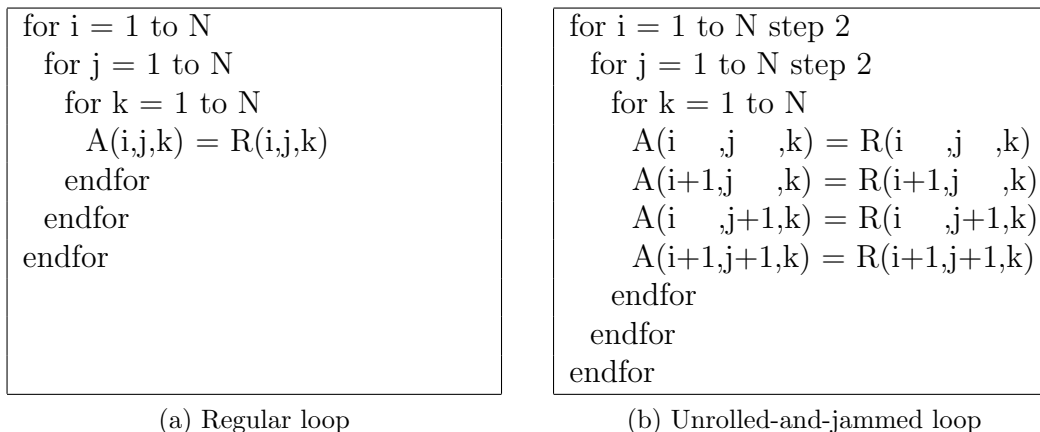 for i = 1 to N
for j = 1 to N
for k = 1 to N
A(i,j,k) = R(i,j,k)
endfor
endfor
endfor
(a) Regular loop
for i = 1 to N step 2
for j = 1 to N step 2
for k = 1 to N
A(i ,j ,k) = R(i ,j ,k)
A(i+1,j ,k) = R(i+1,j ,k)
A(i ,j+1,k) = R(i ,j+1,k)
A(i+1,j+1,k) = R(i+1,j+1,k)
endfor
endfor
endfor
(b) Unrolled-and-jammed loop